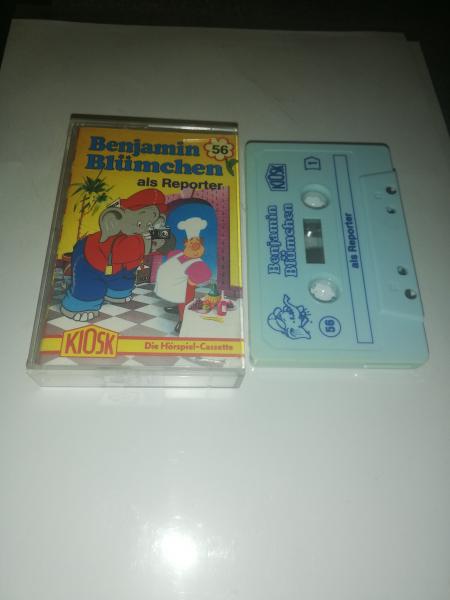 Benjamin
Blümchen
56
als Reporter
KIOSK
Die Hörspiel-Cassette
Benjamin
Blümchen
KIOSK
1
als Reporter
56